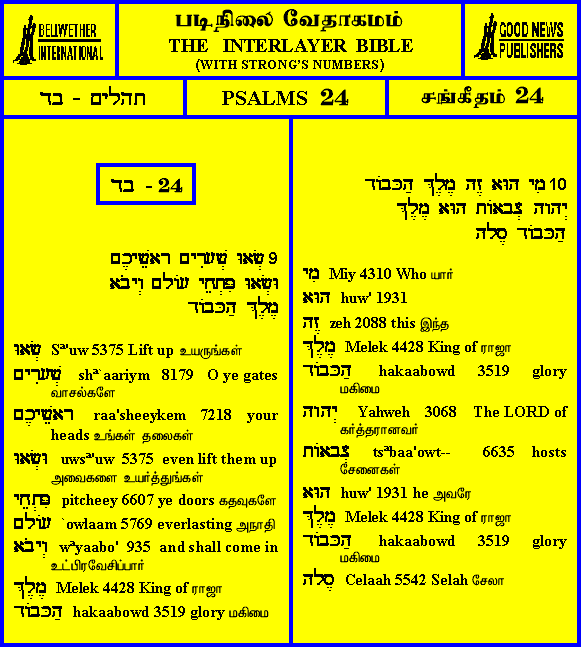 BELLWETHER
INTERNATIONAL
படிநிலை வேதாகமம்
THE INTERLAYER BIBLE
(WITH STRONG'S NUMBERS)
GOOD NEWS
PUBLISHERS
תהלים - בד
PSALMS 24
சங்கீதம் 24
בד - 24
9 שְׂאוּ שְׁעָרִים רָאשֵׁיכֶם
וּשְׂאוּ פִּתְחֵי עוֹלָם וְיָבֹא
מֶלֶךְ הַכָּבוֹד
שְׂאוּ Sᵊ'uw 5375 Lift up உயருங்கள்
שְׁעָרִים shᵊ`aariym 8179 O ye gates
வாசல்களே
רָאשֵׁיכֶם raa'sheeykem 7218 your
heads உங்கள் தலைகள்
וּשְׂאוּ uwsᵊ'uw 5375 even lift them up
அவைகளை உயர்த்துங்கள்
פִּתְחֵי pitcheey 6607 ye doors கதவுகளே
עוֹלָם `owlaam 5769 everlasting அநாதி
וְיָבֹא wᵊyaabo' 935 and shall come in
உட்பிரவேசிப்பார்
מֶלֶךְ Melek 4428 King of ராஜா
הַכָּבוֹד hakaabowd 3519 glory மகிமை
10 מִי הוּא זֶה מֶלֶךְ הַכָּבוֹד
יְהוָה צְבָאוֹת הוּא מֶלֶךְ
הַכָּבוֹד סֶלָה
מִי Miy 4310 Who யார்
הוּא huw' 1931
זֶה zeh 2088 this இந்த
מֶלֶךְ Melek 4428 King of ராஜா
הַכָּבוֹד hakaabowd 3519 glory
மகிமை
יְהוָה Yahweh 3068 The LORD of
கர்த்தரானவர்
צְבָאוֹת tsᵊbaa'owt-- 6635 hosts
சேனைகள்
הוּא huw' 1931 he அவரே
מֶלֶךְ Melek 4428 King of ராஜா
הַכָּבוֹד hakaabowd 3519 glory
மகிமை
סֶלָה Celaah 5542 Selah சேலா